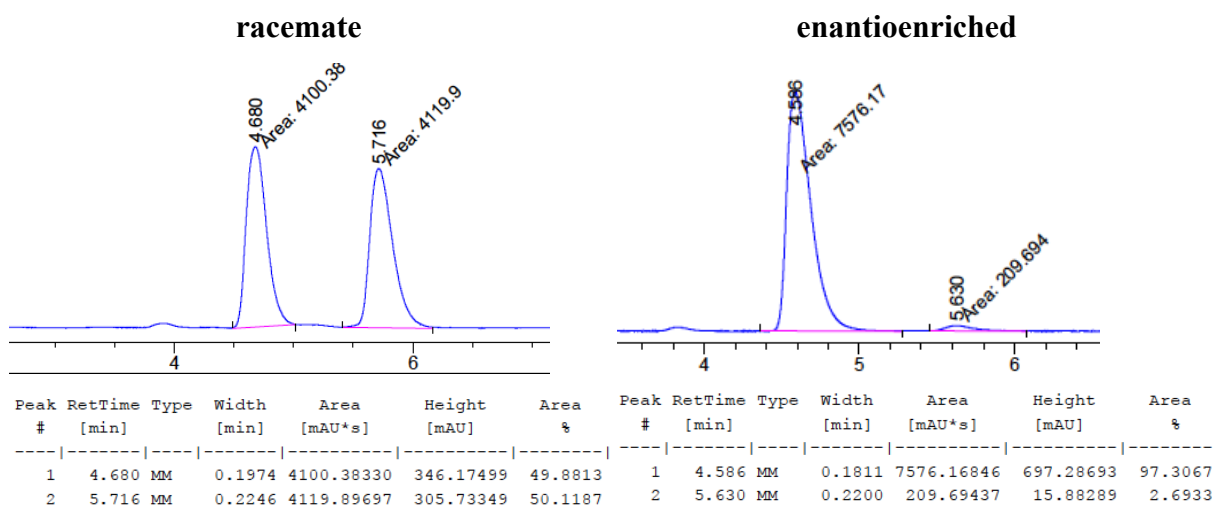 racemate
4.680
Area: 4100.38
5.716
Area: 4119.9
4 6
Peak RetTime Type Width Area Height Area
# [min] [min] [mAU*s] [mAU] %
----|-------|----|-------|----------|----------|--------|
1 4.680 MM 0.1974 4100.38330 346.17499 49.8813
2 5.716 MM 0.2246 4119.89697 305.73349 50.1187
enantioenriched
4.586
Area: 7576.17
5.630
Area: 209.694
4 5 6
Peak RetTime Type Width Area Height Area
# [min] [min] [mAU*s] [mAU] %
----|-------|----|-------|----------|----------|--------|
1 4.586 MM 0.1811 7576.16846 697.28693 97.3067
2 5.630 MM 0.2200 209.69437 15.88289 2.6933